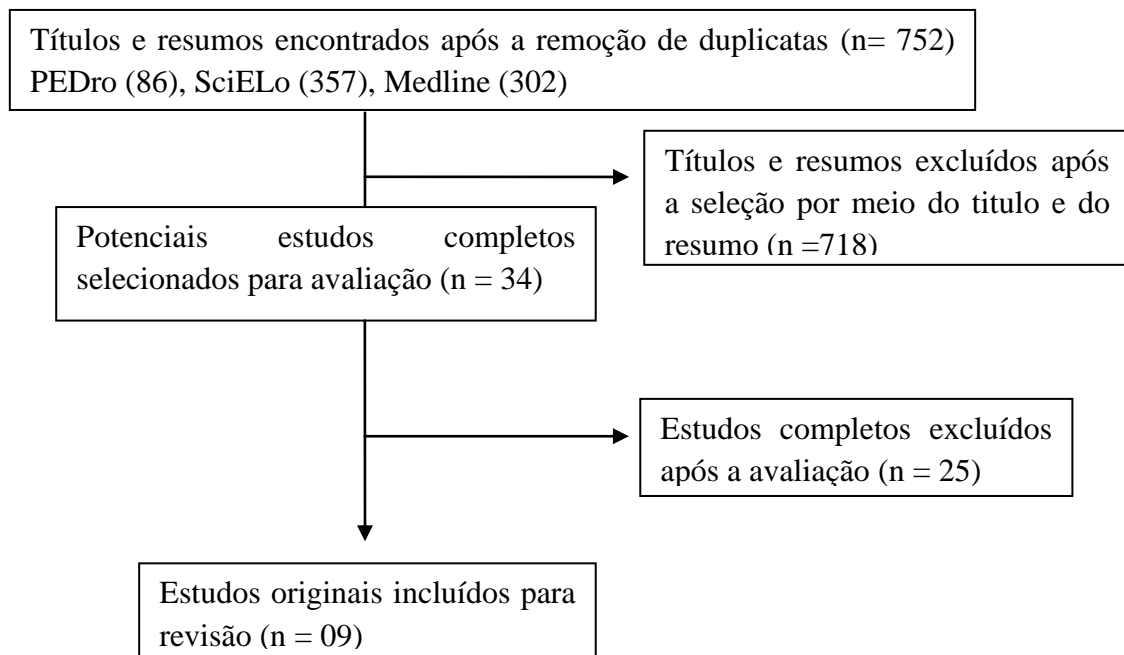 Títulos e resumos encontrados após a remoção de duplicatas (n= 752)
PEDro (86), SciELo (357), Medline (302)
Títulos e resumos excluídos após
a seleção por meio do titulo e do
resumo (n =718)
Potenciais estudos completos
selecionados para avaliação (n = 34)
Estudos completos excluídos
após a avaliação (n = 25)
Estudos originais incluídos para
revisão (n = 09)